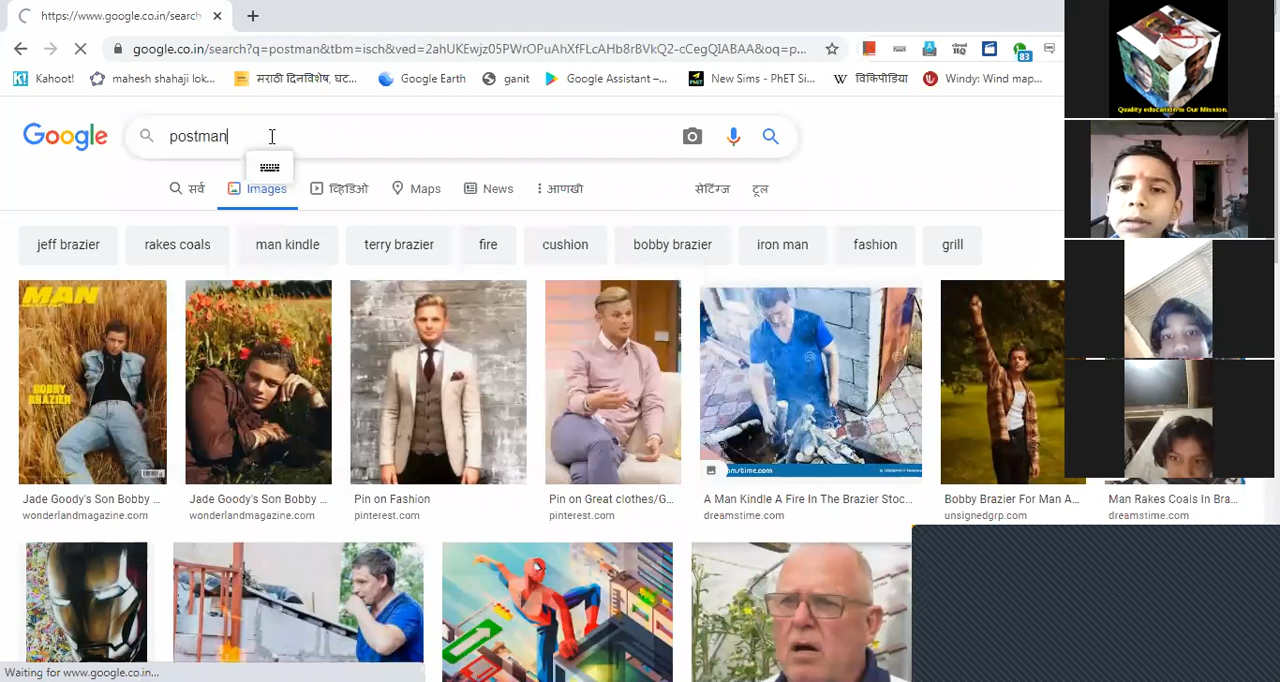 https://www.google.co.in/search
google.co.in/search?q=postman&tbm=isch&ved=2ahUKEwjz05PWrOPuAhXfFLcAHb8rBVkQ2-cCegQIABAA&oq=p...
cloud HQ
83
Kahoot!
mahesh shahaji lok...
मराठी दिनविशेष, घट...
Google Earth
ganit
Google Assistant –...
New Sims - PhET Si...
W विकिपीडिया
Windy: Wind map...
Quality education is Our Mission.
Google
postman
सर्व
Images
व्हिडिओ
Maps
News
आणखी
सेटिंग्ज
टूल
jeff brazier
rakes coals
man kindle
terry brazier
fire
cushion
bobby brazier
iron man
fashion
grill
MAN
BOBBY
BRAZIER
Jade Goody's Son Bobby ...
wonderlandmagazine.com
Jade Goody's Son Bobby ...
wonderlandmagazine.com
Pin on Fashion
pinterest.com
Pin on Great clothes/G...
pinterest.com
A Man Kindle A Fire In The Brazier Stoc...
dreamstime.com
Bobby Brazier For Man A...
unsignedgrp.com
Man Rakes Coals In Bra...
dreamstime.com
Waiting for www.google.co.in...